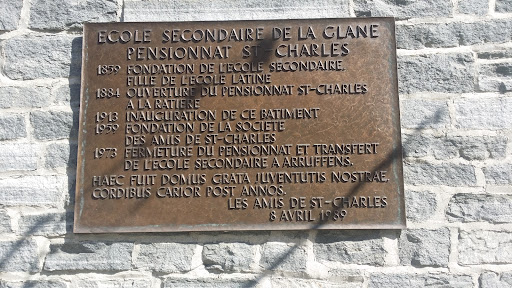 ECOLE SECONDAIRE DE LA GLANE
PENSIONNAT ST-CHARLES
1859 FONDATION DE L'ECOLE SECONDAIRE,
FILLE DE L'ECOLE LATINE
1884 OUVERTURE DU PENSIONNAT ST-CHARLES
A LA RATIERE
1913 INAUGURATION DE CE BATIMENT
1959 FONDATION DE LA SOCIETE
DES AMIS DE ST-CHARLES
1973 FERMETURE DU PENSIONNAT ET TRANSFERT
DE L'ECOLE SECONDAIRE A ARRUFFENS.
HAEC FUIT DOMUS GRATA JUVENTUTIS NOSTRAE,
CORDIBUS CARIOR POST ANNOS.
LES AMIS DE ST-CHARLES
8 AVRIL 1989